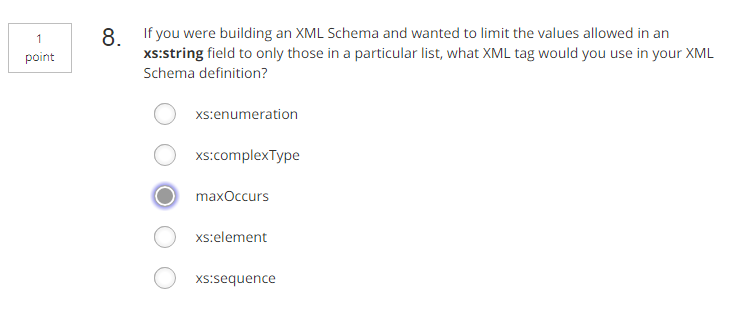 1
point
8.
If you were building an XML Schema and wanted to limit the values allowed in an
xs:string field to only those in a particular list, what XML tag would you use in your XML
Schema definition?
xs:enumeration
xs:complexType
maxOccurs
xs:element
xs:sequence